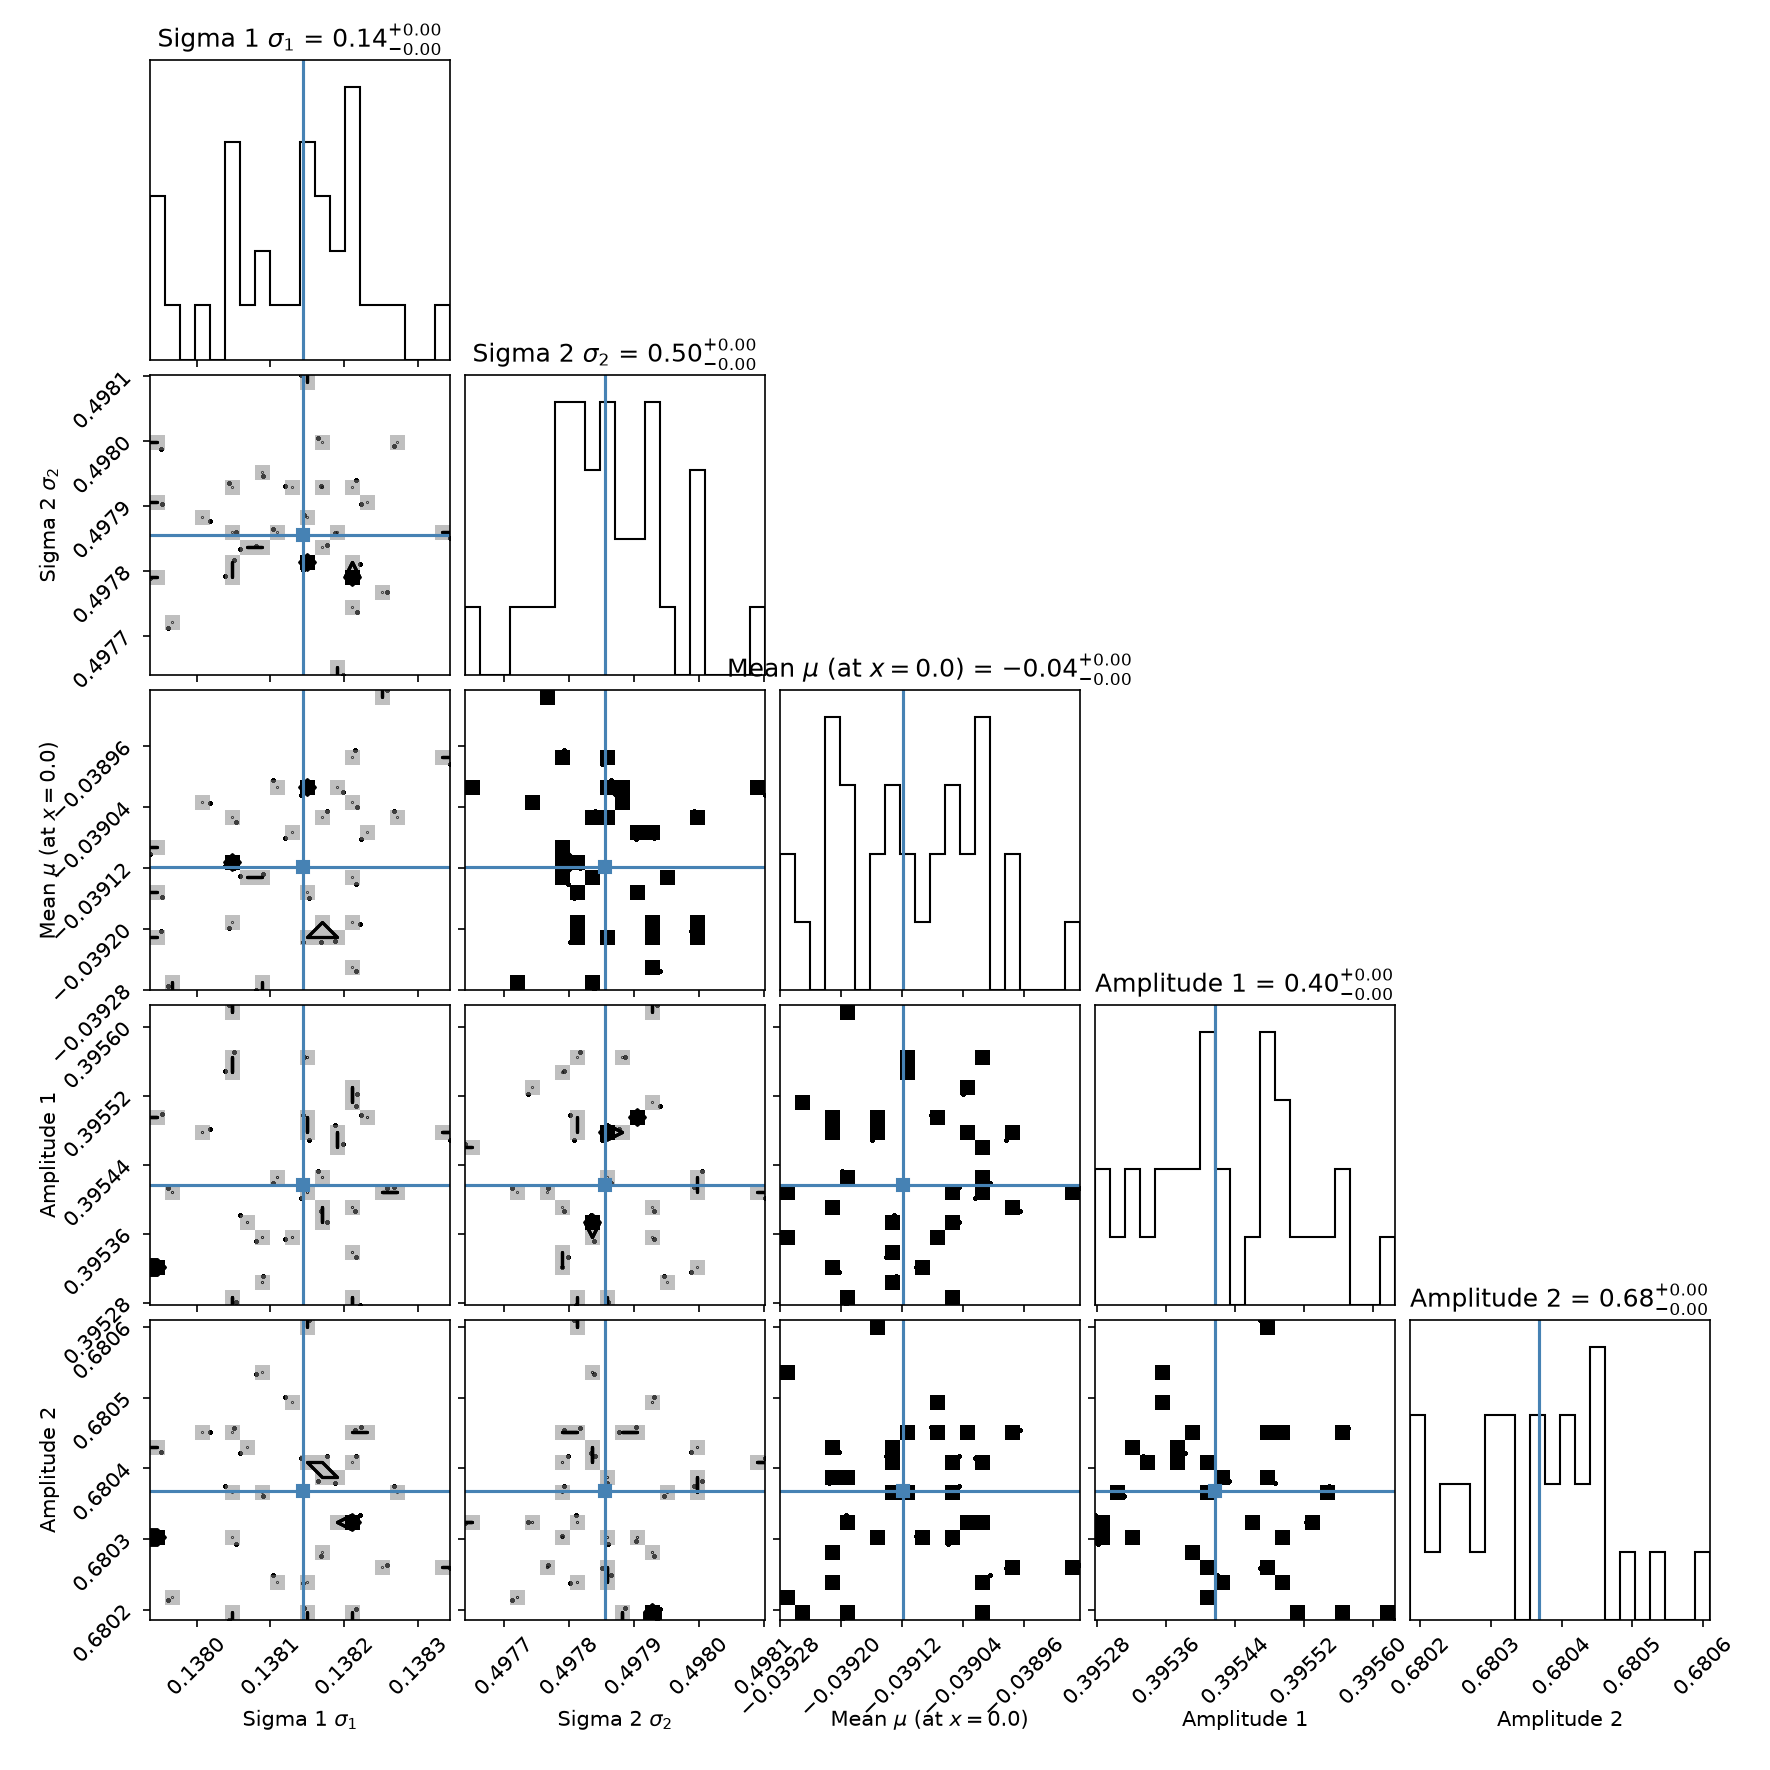 Sigma 1 σ₁ = 0.14+0.00 −0.00
Sigma 2 σ₂ = 0.50+0.00 −0.00
0.4981
0.4980
0.4979
0.4978
0.4977
Sigma 2 σ₂
Mean μ (at x = 0.0) = −0.04+0.00 −0.00
−0.03896
−0.03904
−0.03912
−0.03920
−0.03928
Mean μ (at x = 0.0)
Amplitude 1 = 0.40+0.00 −0.00
0.39560
0.39552
0.39544
0.39536
0.39528
Amplitude 1
Amplitude 2 = 0.68+0.00 −0.00
0.6806
0.6805
0.6804
0.6803
0.6802
Amplitude 2
0.1380 0.1381 0.1382 0.1383
0.4977 0.4978 0.4979 0.4980 0.4981
−0.03928 −0.03920 −0.03912 −0.03904 −0.03896
0.39528 0.39536 0.39544 0.39552 0.39560
0.6802 0.6803 0.6804 0.6805 0.6806
Sigma 1 σ₁
Sigma 2 σ₂
Mean μ (at x = 0.0)
Amplitude 1
Amplitude 2